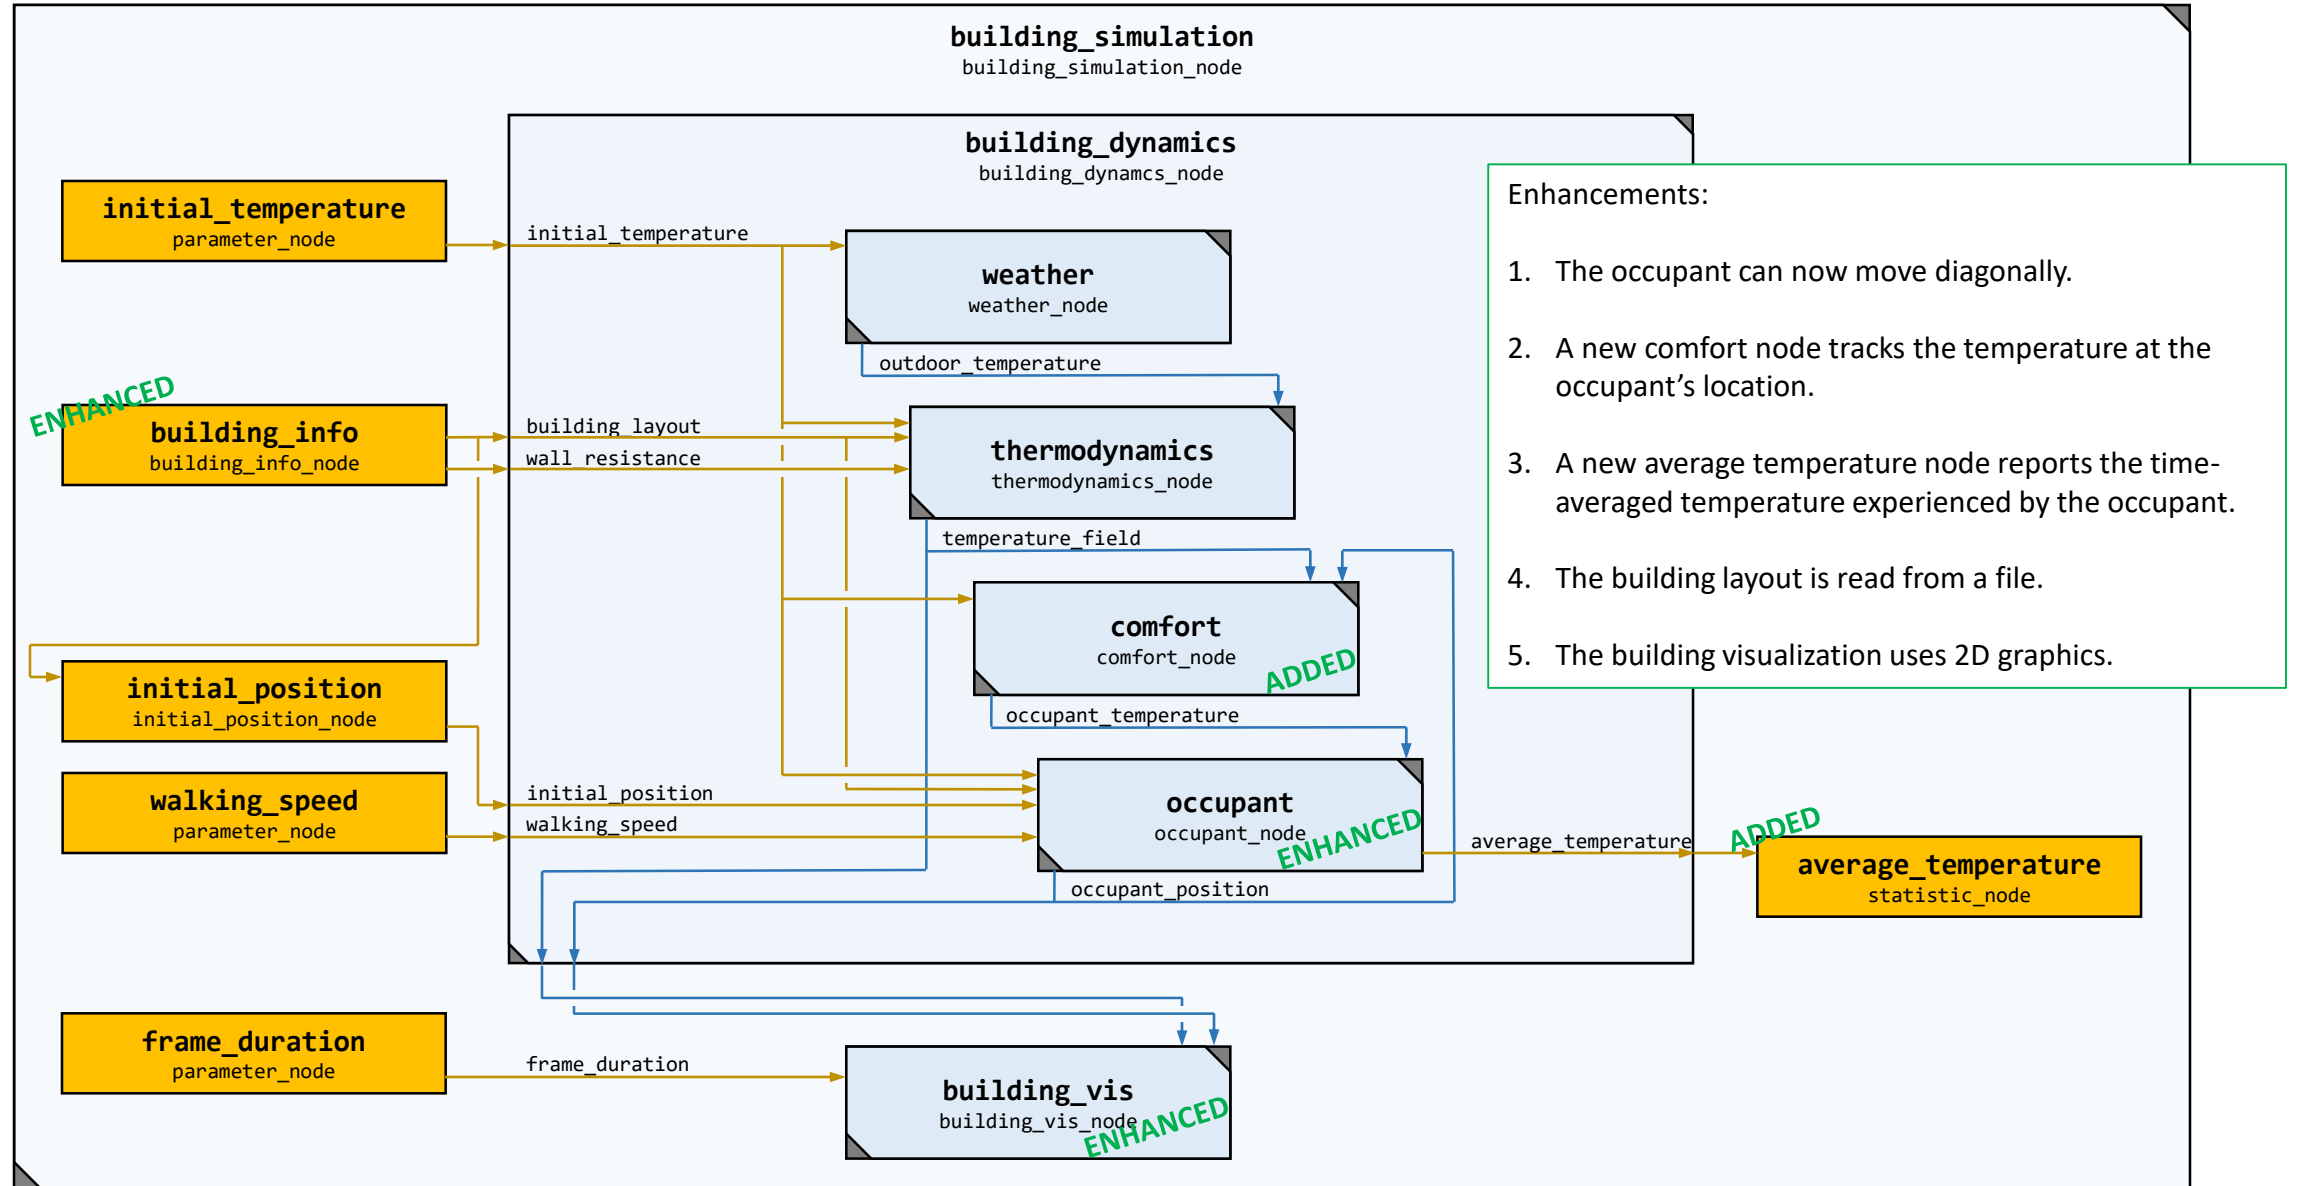 building_simulation
building_simulation_node
building_dynamics
building_dynamcs_node
initial_temperature
parameter_node
initial_temperature
weather
weather_node
outdoor_temperature
ENHANCED
building_info
building_info_node
building_layout
wall_resistance
thermodynamics
thermodynamics_node
temperature_field
comfort
comfort_node
ADDED
initial_position
initial_position_node
occupant_temperature
walking_speed
parameter_node
initial_position
walking_speed
occupant
occupant_node
ENHANCED
occupant_position
average_temperature
ADDED
average_temperature
statistic_node
frame_duration
parameter_node
frame_duration
building_vis
building_vis_node
ENHANCED
Enhancements:
1. The occupant can now move diagonally.
2. A new comfort node tracks the temperature at the
occupant’s location.
3. A new average temperature node reports the time-
averaged temperature experienced by the occupant.
4. The building layout is read from a file.
5. The building visualization uses 2D graphics.